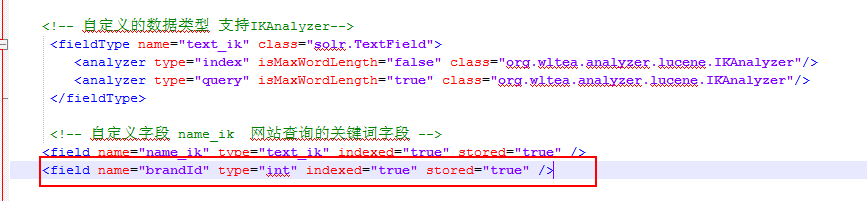 <!-- 自定义的数据类型 支持IKAnalyzer-->
<fieldType name="text_ik" class="solr.TextField">
<analyzer type="index" isMaxWordLength="false" class="org.wltea.analyzer.lucene.IKAnalyzer"/>
<analyzer type="query" isMaxWordLength="true" class="org.wltea.analyzer.lucene.IKAnalyzer"/>
</fieldType>
<!-- 自定义字段 name_ik 网站查询的关键词字段 -->
<field name="name_ik" type="text_ik" indexed="true" stored="true" />
<field name="brandId" type="int" indexed="true" stored="true" />